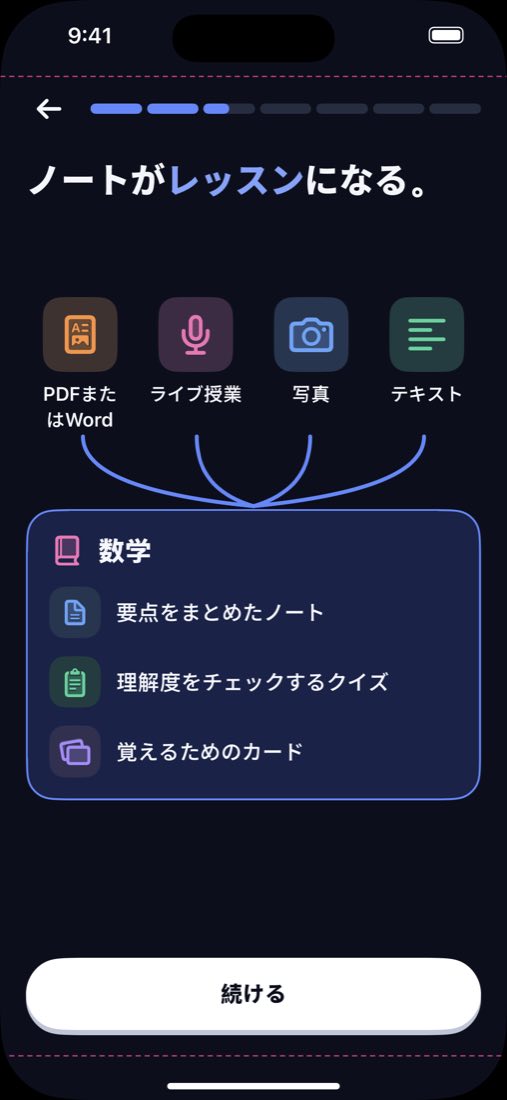 9:41
ノートがレッスンになる。
PDFまた
はWord
ライブ授業
写真
テキスト
数学
要点をまとめたノート
理解度をチェックするクイズ
覚えるためのカード
続ける